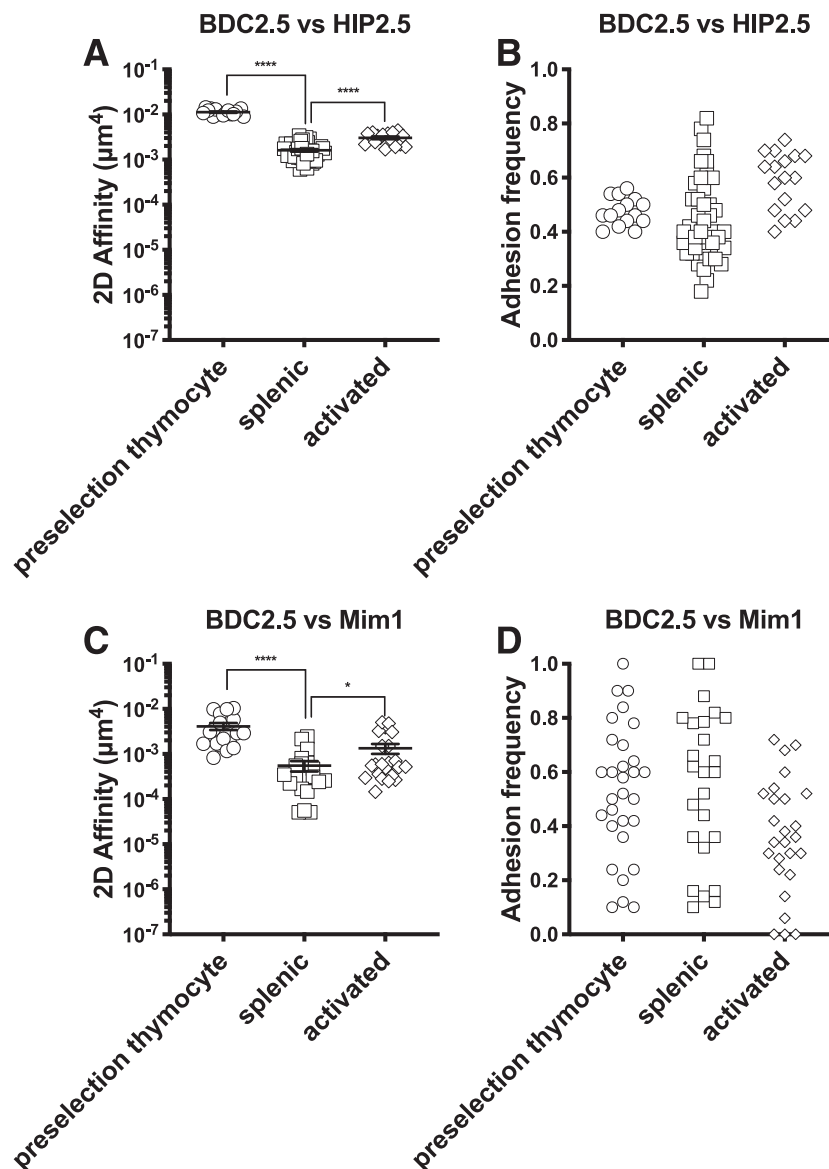 BDC2.5 vs HIP2.5
A
2D Affinity (μm⁴)
10⁻¹
10⁻²
10⁻³
10⁻⁴
10⁻⁵
10⁻⁶
10⁻⁷
****
****
preselection thymocyte
splenic
activated
BDC2.5 vs HIP2.5
B
Adhesion frequency
1.0
0.8
0.6
0.4
0.2
0.0
preselection thymocyte
splenic
activated
BDC2.5 vs Mim1
C
2D Affinity (μm⁴)
10⁻¹
10⁻²
10⁻³
10⁻⁴
10⁻⁵
10⁻⁶
10⁻⁷
****
*
preselection thymocyte
splenic
activated
BDC2.5 vs Mim1
D
Adhesion frequency
1.0
0.8
0.6
0.4
0.2
0.0
preselection thymocyte
splenic
activated